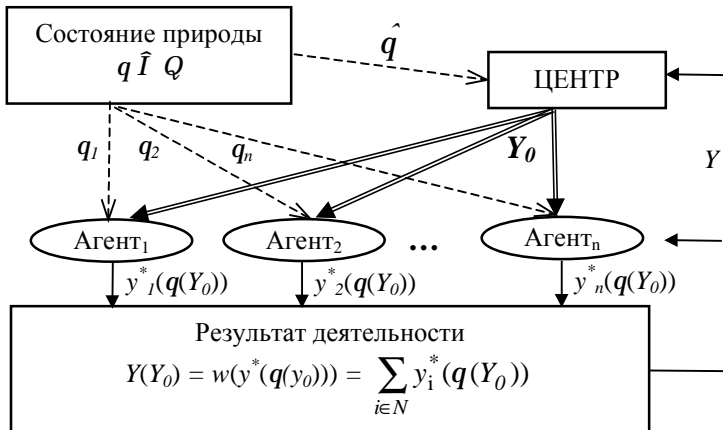 Состояние природы
q Î Q
q̂
ЦЕНТР
q₁ q₂ qₙ
Y₀
Y
Агент₁ Агент₂ ... Агентₙ
y*₁(q(Y₀)) y*₂(q(Y₀)) y*ₙ(q(Y₀))
Результат деятельности
Y(Y₀) = w(y*(q(y₀))) = ∑ i∈N yᵢ*(q(Y₀))